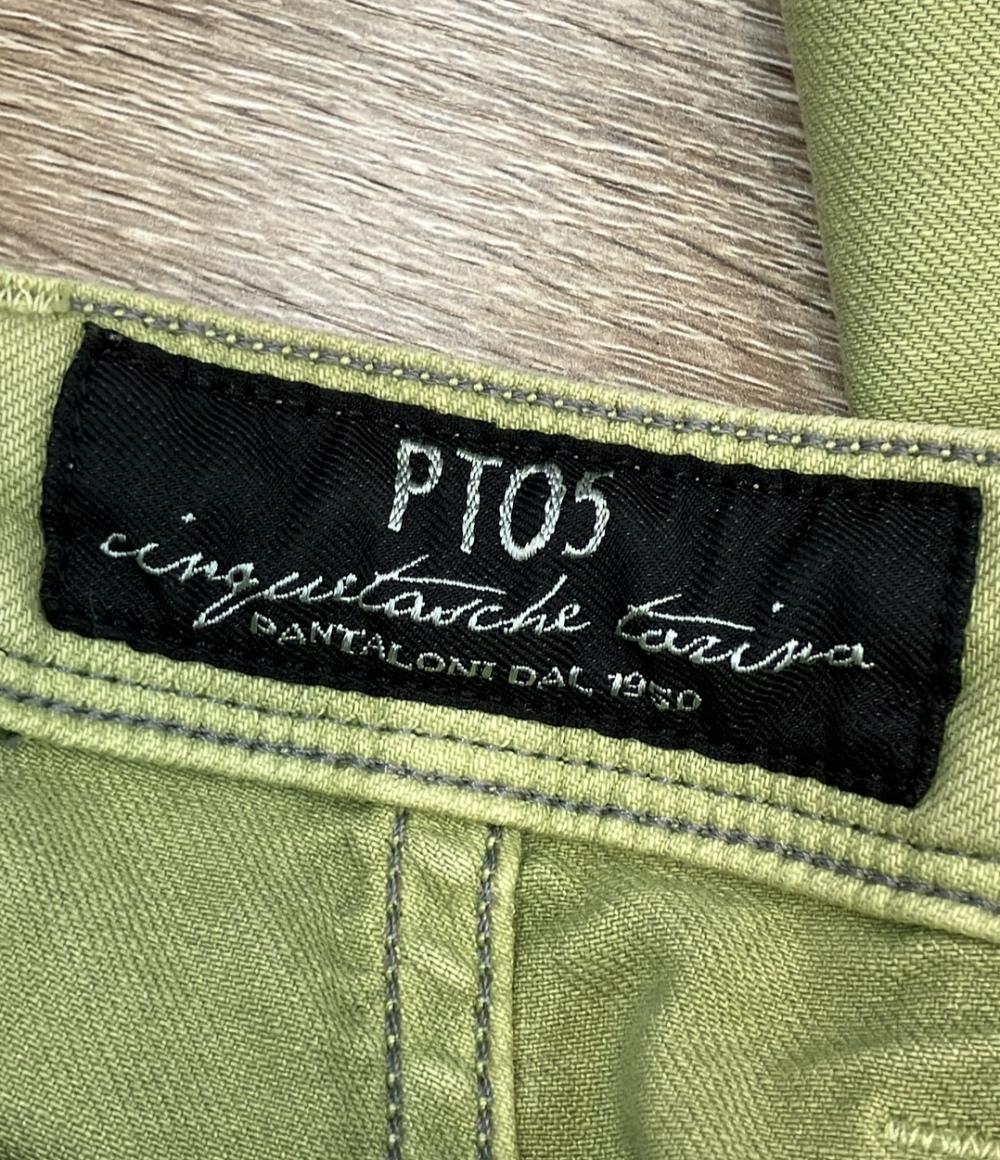 PT05
cinquetasche torino
PANTALONI DAL 1950